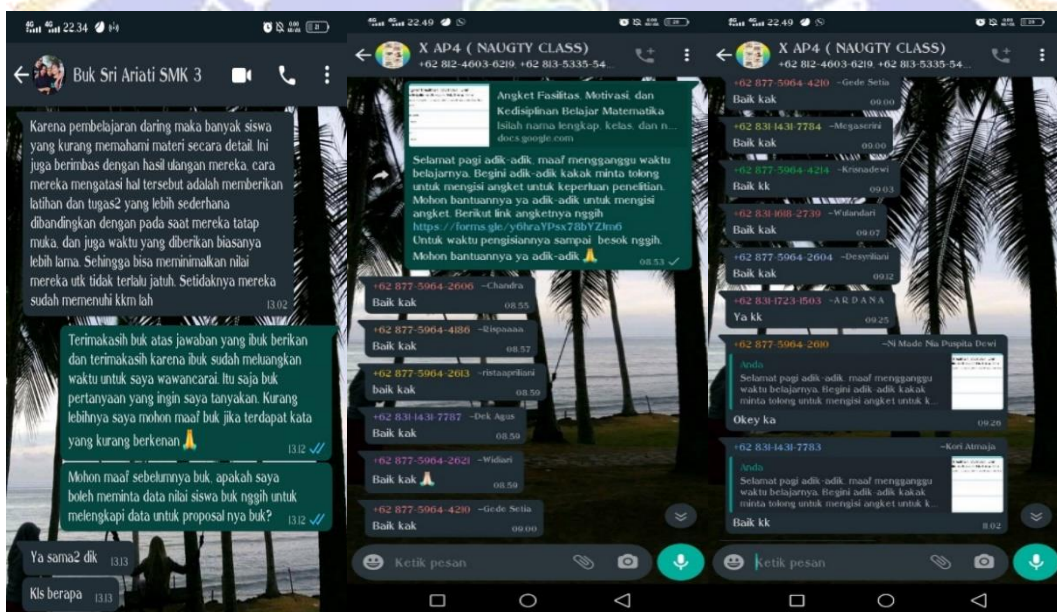 22.34
Buk Sri Ariati SMK 3
Karena pembelajaran daring maka banyak siswa
yang kurang memahami materi secara detail. Ini
juga berimbas dengan hasil ulangan mereka, cara
mereka mengatasi hal tersebut adalah memberikan
latihan dan tugas2 yang lebih sederhana
dibandingkan dengan pada saat mereka tatap
muka, dan juga waktu yang diberikan biasanya
lebih lama. Sehingga bisa meminimalkan nilai
mereka utk tidak terlalu jatuh. Setidaknya mereka
sudah memenuhi kkm lah
13.02
Terimakasih buk atas jawaban yang ibuk berikan
dan terimakasih karena ibuk sudah meluangkan
waktu untuk saya wawancarai. Itu saja buk
pertanyaan yang ingin saya tanyakan. Kurang
lebihnya saya mohon maaf buk jika terdapat kata
yang kurang berkenan 🙏
13.12
Mohon maaf sebelumnya buk, apakah saya
boleh meminta data nilai siswa buk nggih untuk
melengkapi data untuk proposal nya buk?
13.12
Ya sama2 dik 13.13
Kls berapa 13.13
22.49
X AP4 ( NAUGTY CLASS)
+62 812-4603-6219, +62 813-5335-54...
Angket Fasilitas, Motivasi, dan
Kedisiplinan Belajar Matematika
Isilah nama lengkap, kelas, dan n...
docs.google.com
Selamat pagi adik-adik, maaf mengganggu waktu
belajarnya. Begini adik-adik kakak minta tolong
untuk mengisi angket untuk keperluan penelitian.
Mohon bantuannya ya adik-adik untuk mengisi
angket. Berikut link angketnya nggih
https://forms.gle/y6hraYPsx78bYZJm6
Untuk waktu pengisiannya sampai besok nggih.
Mohon bantuannya ya adik-adik 🙏
08.53
+62 877-5964-2606 ~Chandra
Baik kak 08.55
+62 877-5964-4186 ~Rispaaaa
Baik kak 08.57
+62 877-5964-2613 ~ristaapriliani
baik kak 08.59
+62 831-1431-7787 ~Dek Agus
Baik kak 08.59
+62 877-5964-2621 ~Widiari
Baik kak 🙏 08.59
+62 877-5964-4210 ~Gede Setia
Baik kak 09.00
Ketik pesan
22.49
X AP4 ( NAUGTY CLASS)
+62 812-4603-6219, +62 813-5335-54...
+62 877-5964-4210 ~Gede Setia
Baik kak 09.00
+62 831-1431-7784 ~Megaserini
Baik kak 09.00
+62 877-5964-4214 ~Krisnadewi
Baik kk 09.03
+62 831-1618-2739 ~Wulandari
Baik kak 09.07
+62 877-5964-2604 ~Desyriliani
Baik kak 09.12
+62 831-1723-1503 ~A R D A N A
Ya kk 09.25
+62 877-5964-2610 ~Ni Made Nia Puspita Dewi
Anda
Selamat pagi adik-adik, maaf mengganggu
waktu belajarnya. Begini adik-adik kakak
minta tolong untuk mengisi angket untuk k...
Okey ka 09.26
+62 831-1431-7783 ~Kori Atmaja
Anda
Selamat pagi adik-adik, maaf mengganggu
waktu belajarnya. Begini adik-adik kakak
minta tolong untuk mengisi angket untuk k...
Baik kk 11.02
Ketik pesan